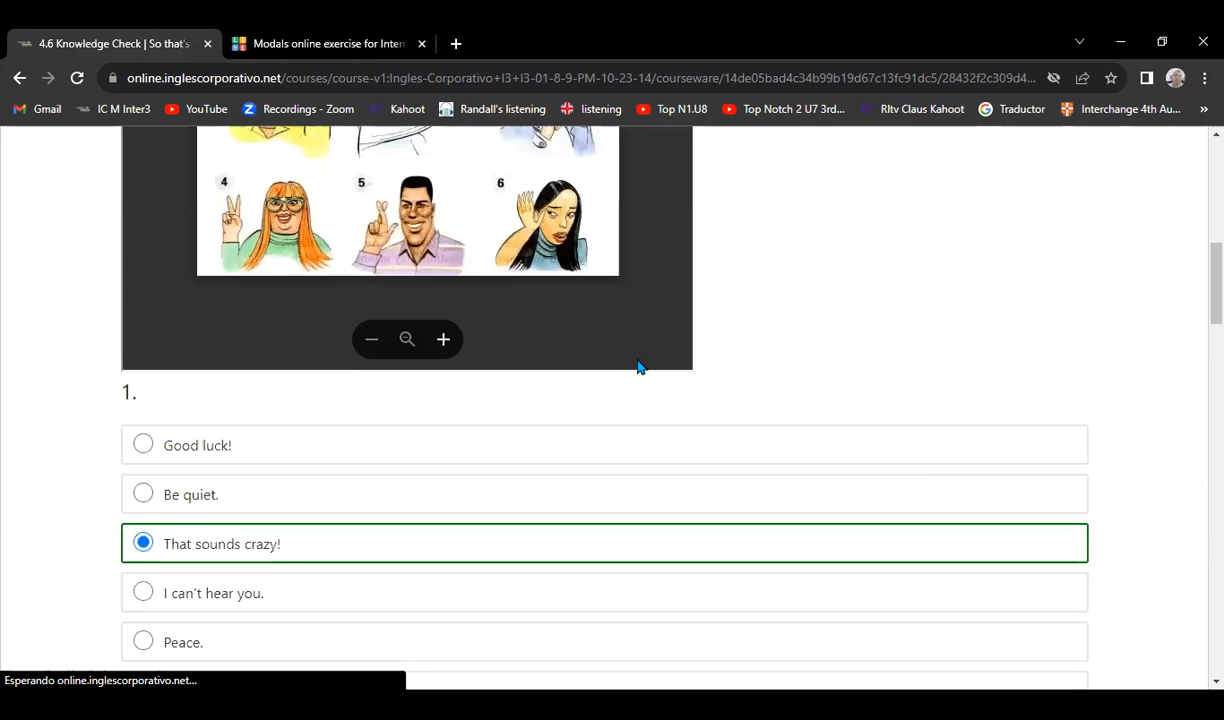 4.6 Knowledge Check | So that's
Modals online exercise for Inter
online.inglescorporativo.net/courses/course-v1:Ingles-Corporativo+I3+I3-01-8-9-PM-10-23-14/courseware/14de05bad4c34b99b19d67c13fc91dc5/28432f2c309d4...
Gmail IC M Inter3 YouTube Recordings - Zoom Kahoot Randall's listening listening Top N1.U8 Top Notch 2 U7 3rd... Rltv Claus Kahoot Traductor Interchange 4th Au... »
4 5 6
1.
Good luck!
Be quiet.
That sounds crazy!
I can't hear you.
Peace.
Esperando online.inglescorporativo.net...